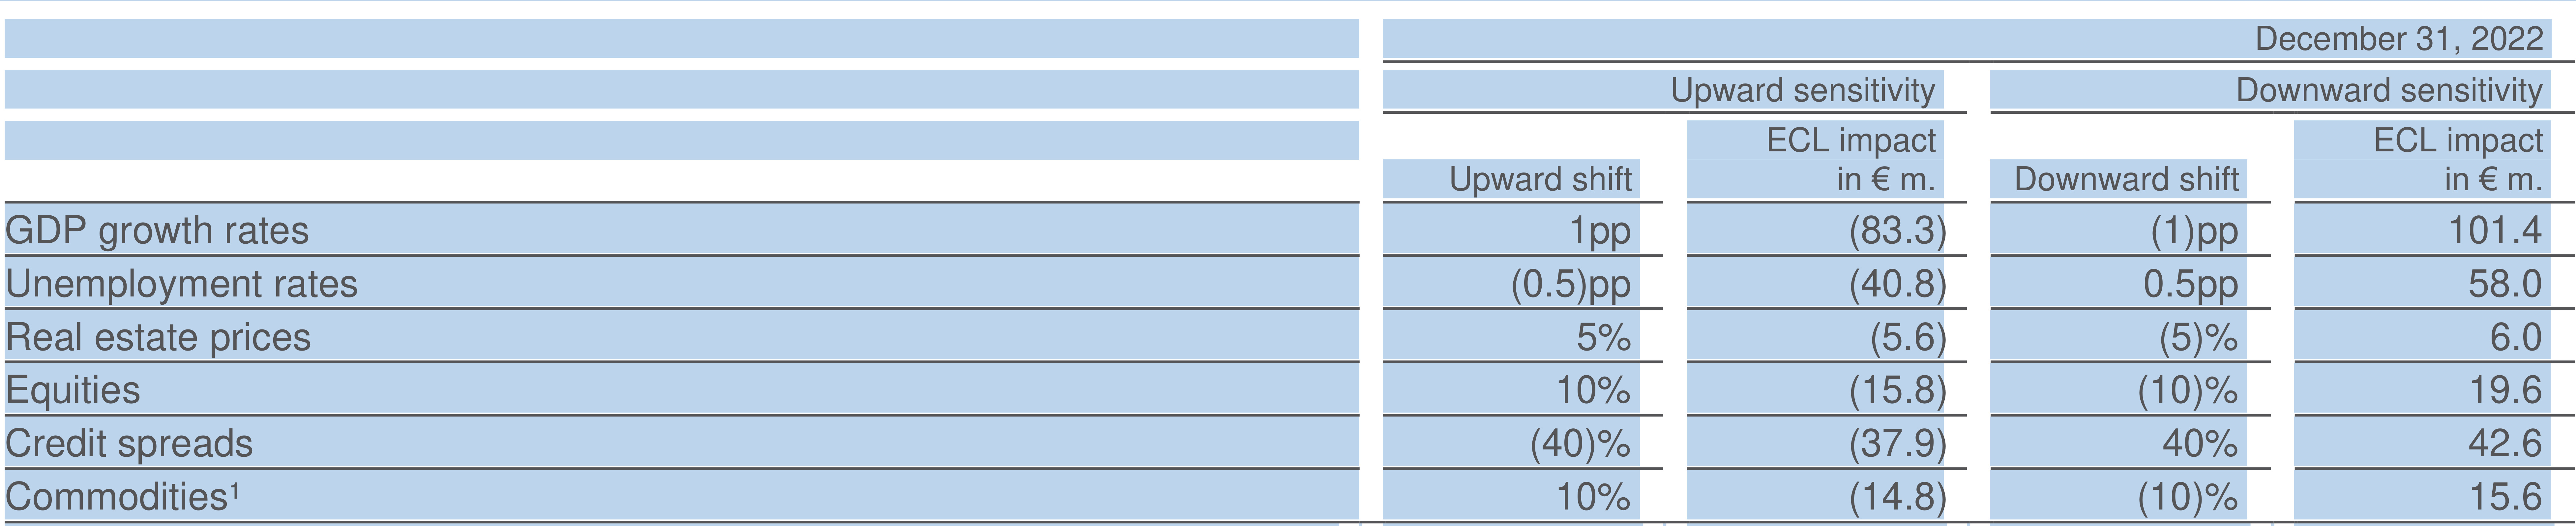 December 31, 2022
Upward sensitivity Downward sensitivity
ECL impact ECL impact
Upward shift in € m. Downward shift in € m.
GDP growth rates 1pp (83.3) (1)pp 101.4
Unemployment rates (0.5)pp (40.8) 0.5pp 58.0
Real estate prices 5% (5.6) (5)% 6.0
Equities 10% (15.8) (10)% 19.6
Credit spreads (40)% (37.9) 40% 42.6
Commodities¹ 10% (14.8) (10)% 15.6